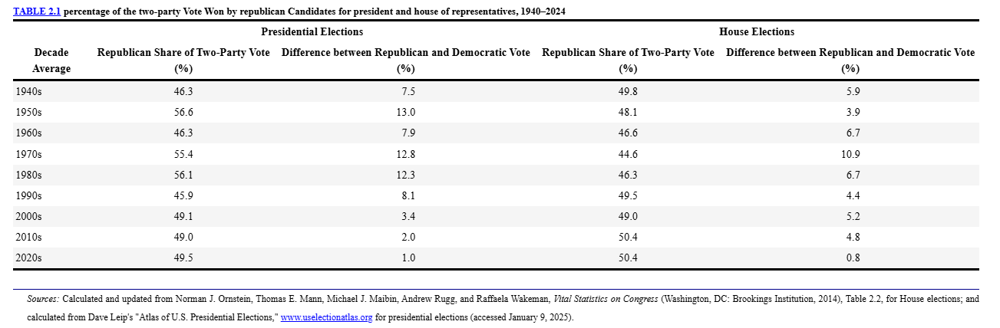 TABLE 2.1 percentage of the two-party Vote Won by republican Candidates for president and house of representatives, 1940–2024
Presidential Elections House Elections
Decade Republican Share of Two-Party Vote Difference between Republican and Democratic Vote Republican Share of Two-Party Vote Difference between Republican and Democratic Vote
Average (%) (%) (%) (%)
1940s 46.3 7.5 49.8 5.9
1950s 56.6 13.0 48.1 3.9
1960s 46.3 7.9 46.6 6.7
1970s 55.4 12.8 44.6 10.9
1980s 56.1 12.3 46.3 6.7
1990s 45.9 8.1 49.5 4.4
2000s 49.1 3.4 49.0 5.2
2010s 49.0 2.0 50.4 4.8
2020s 49.5 1.0 50.4 0.8
Sources: Calculated and updated from Norman J. Ornstein, Thomas E. Mann, Michael J. Maibin, Andrew Rugg, and Raffaela Wakeman, Vital Statistics on Congress (Washington, DC: Brookings Institution, 2014), Table 2.2, for House elections; and
calculated from Dave Leip's "Atlas of U.S. Presidential Elections," www.uselectionatlas.org for presidential elections (accessed January 9, 2025).